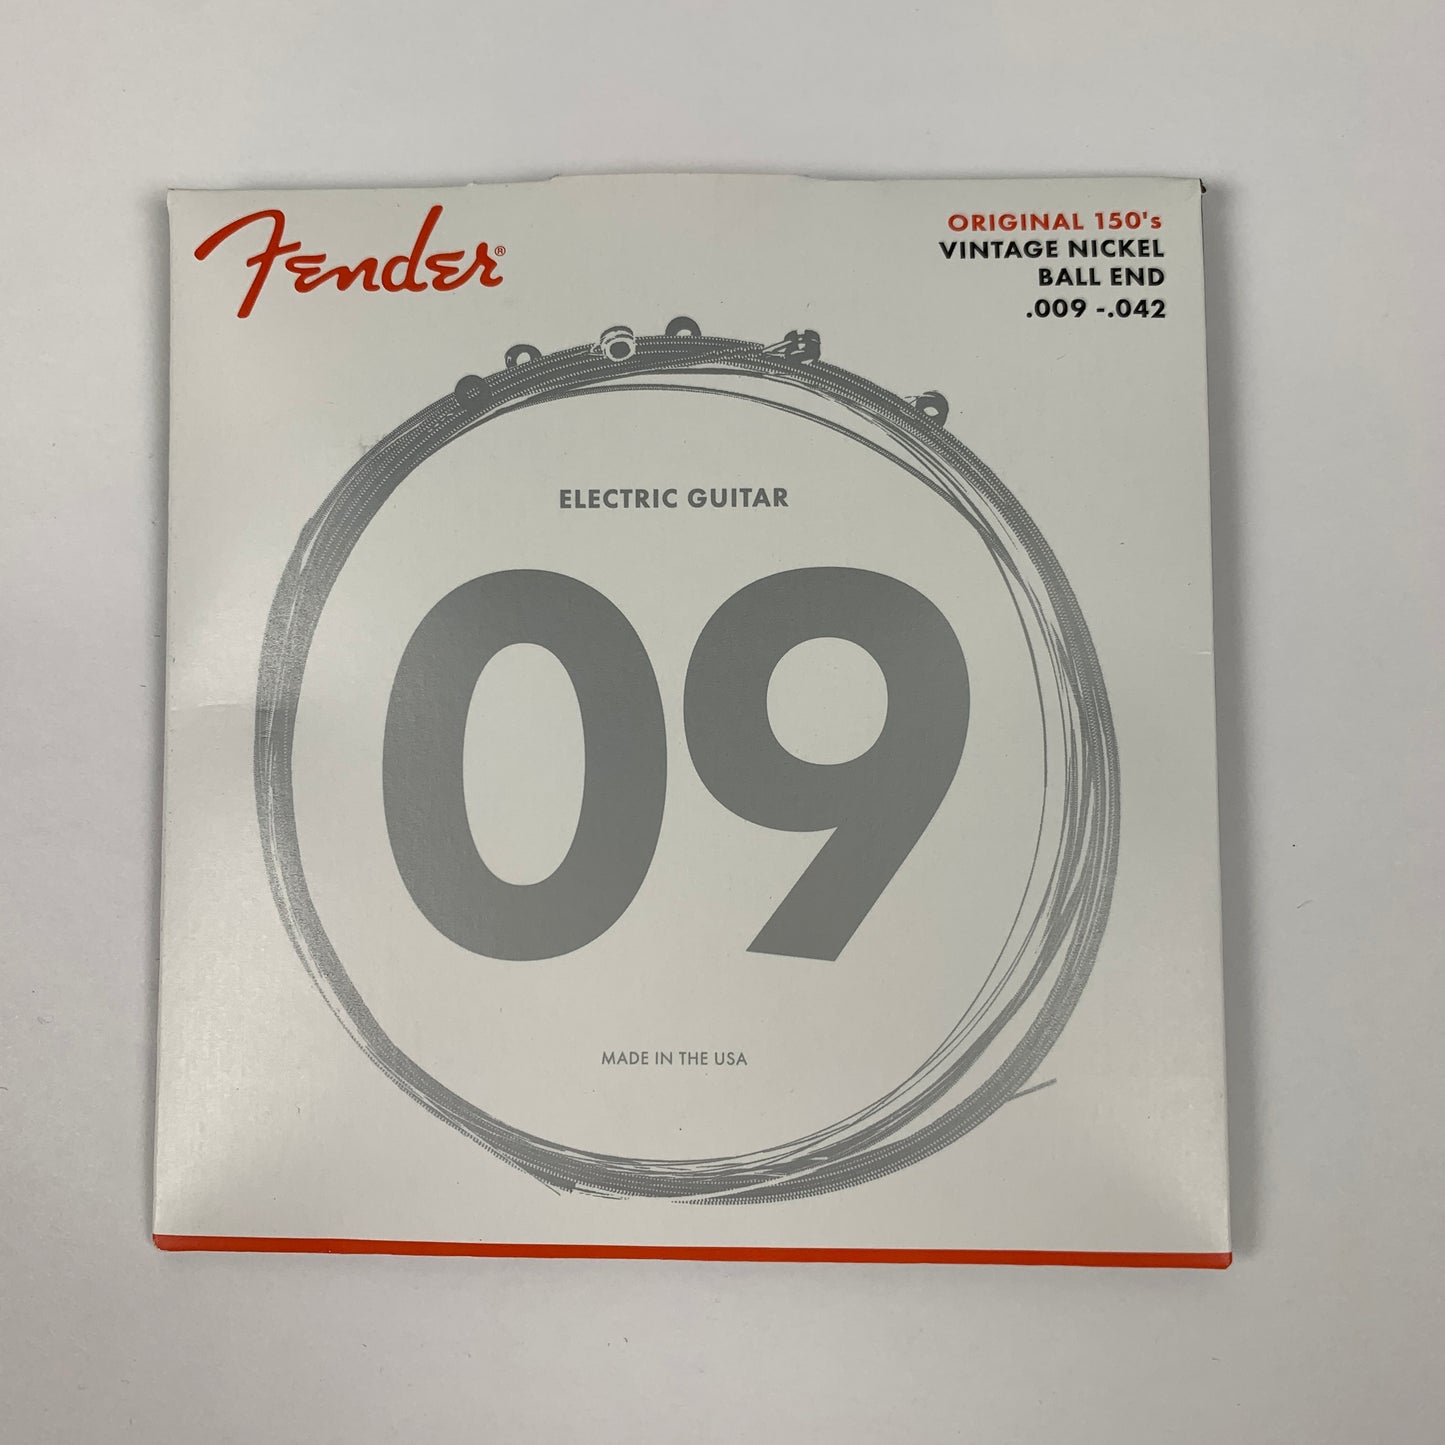 Fender®
ORIGINAL 150's
VINTAGE NICKEL
BALL END
.009 -.042
ELECTRIC GUITAR
09
MADE IN THE USA